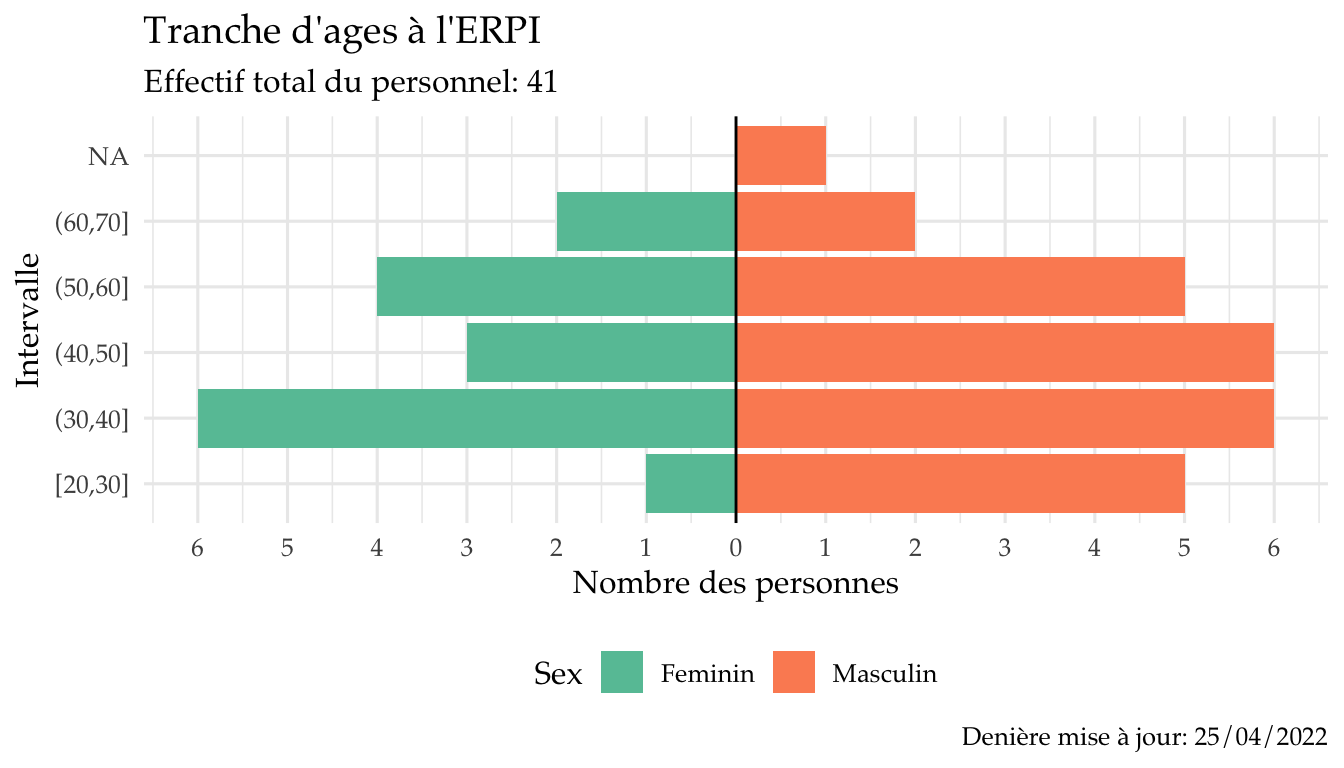 Tranche d'ages à l'ERPI
Effectif total du personnel: 41
Intervalle
NA
(60,70]
(50,60]
(40,50]
(30,40]
[20,30]
6 5 4 3 2 1 0 1 2 3 4 5 6
Nombre des personnes
Sex Feminin Masculin
Denière mise à jour: 25/04/2022